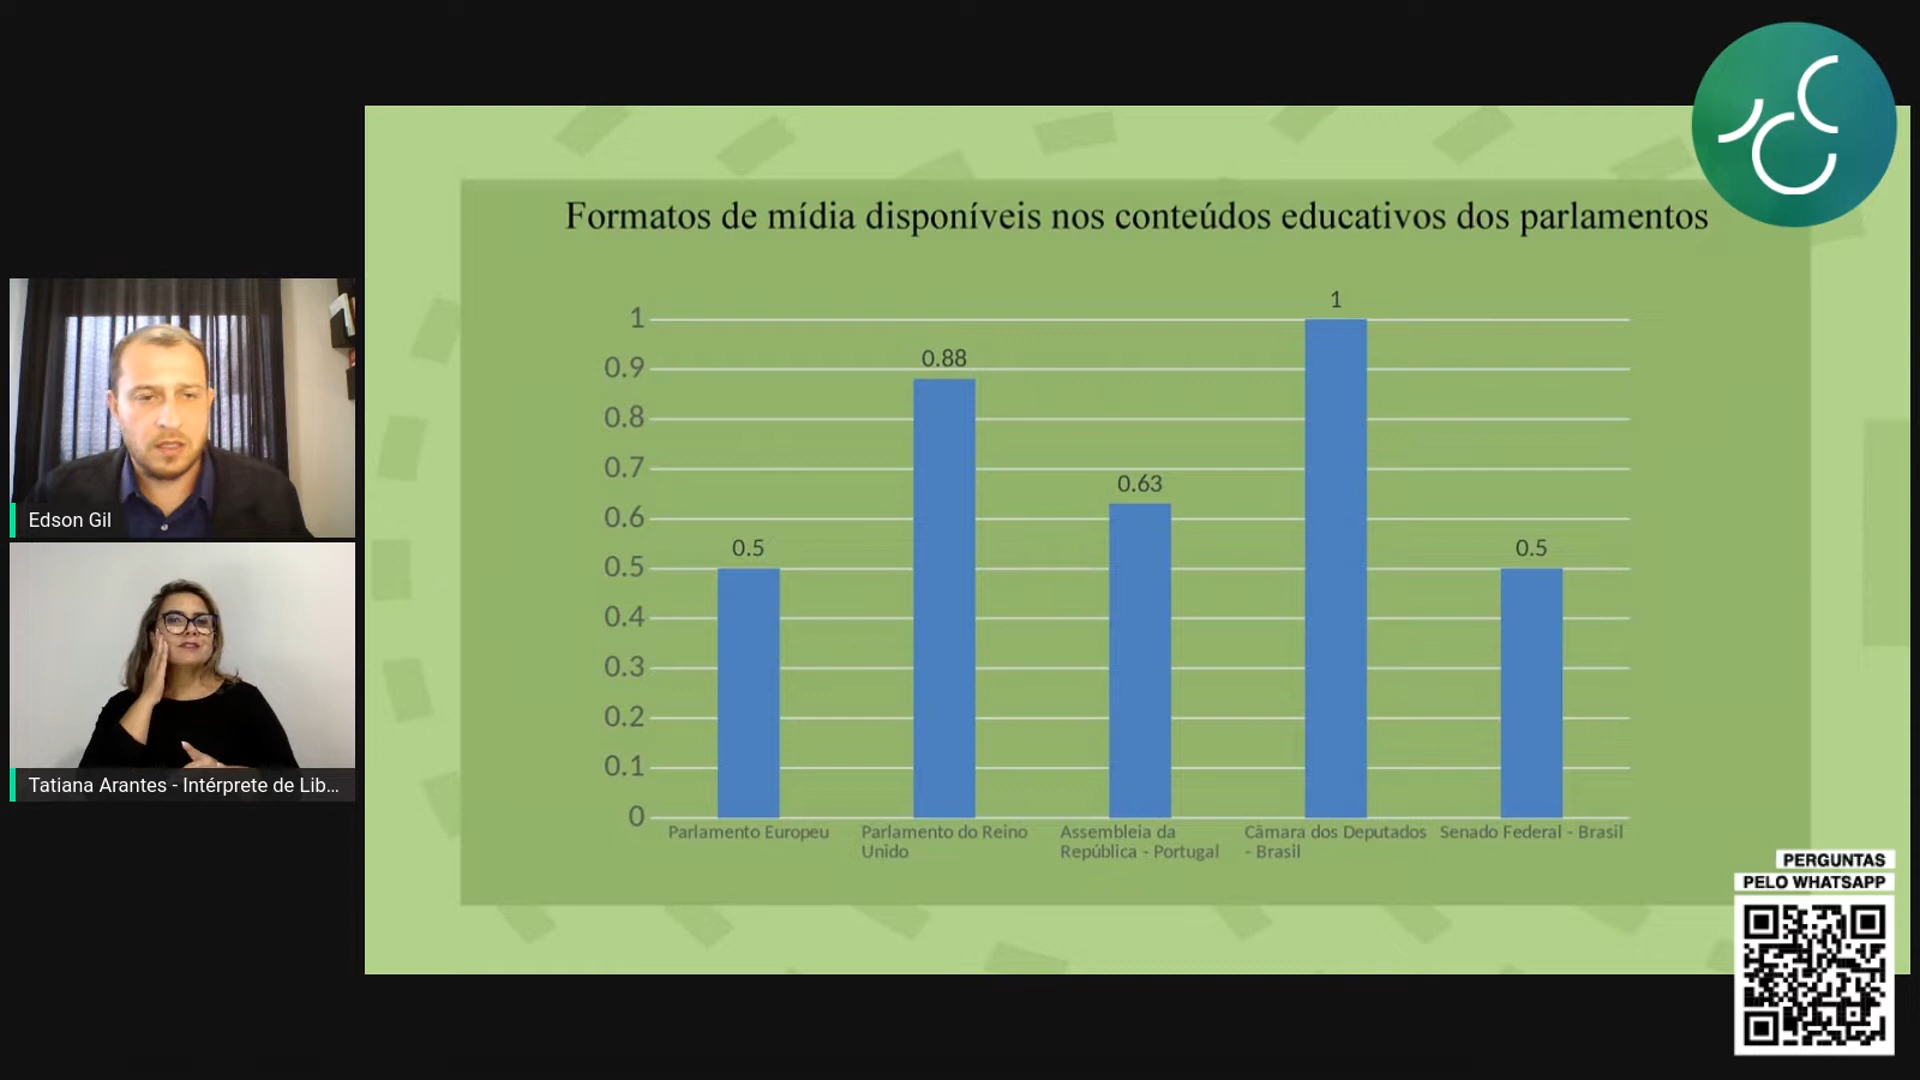 Formatos de mídia disponíveis nos conteúdos educativos dos parlamentos
1
0.9
0.8
0.7
0.6
0.5
0.4
0.3
0.2
0.1
0
0.5
0.88
0.63
1
0.5
Parlamento Europeu
Parlamento do Reino
Unido
Assembleia da
República - Portugal
Câmara dos Deputados
- Brasil
Senado Federal - Brasil
Edson Gil
Tatiana Arantes - Intérprete de Lib...
PERGUNTAS
PELO WHATSAPP